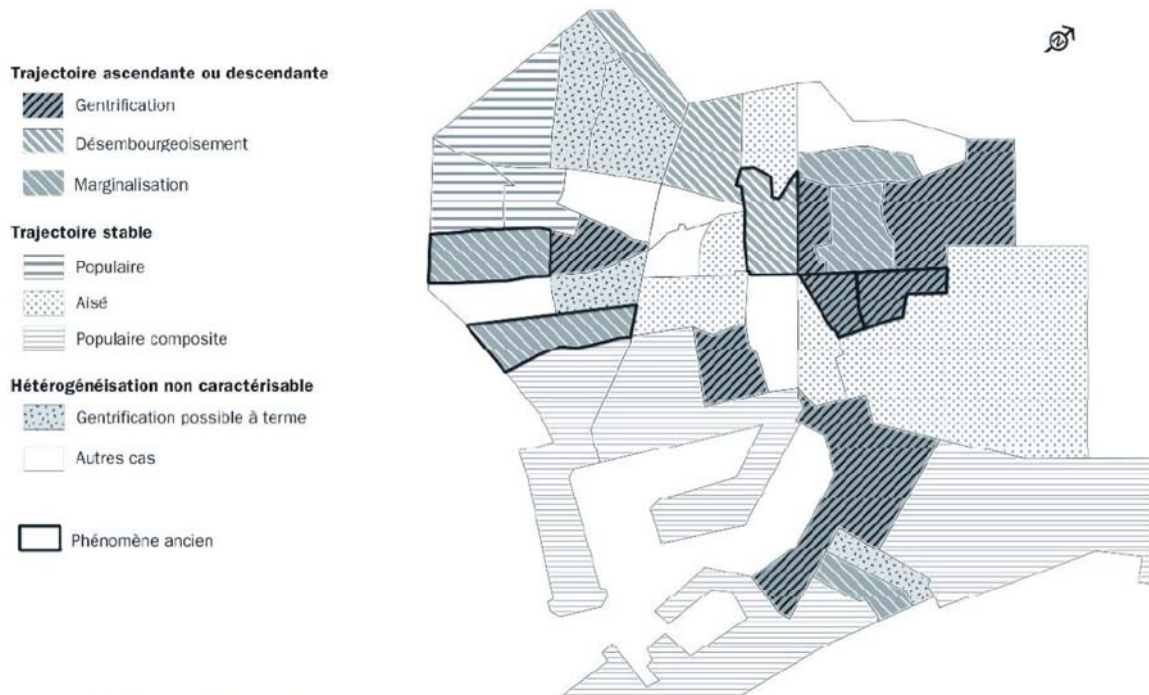 Trajectoire ascendante ou descendante
Gentrification
Désembourgeoisement
Marginalisation
Trajectoire stable
Populaire
Aisé
Populaire composite
Hétérogénéisation non caractérisable
Gentrification possible à terme
Autres cas
Phénomène ancien
N